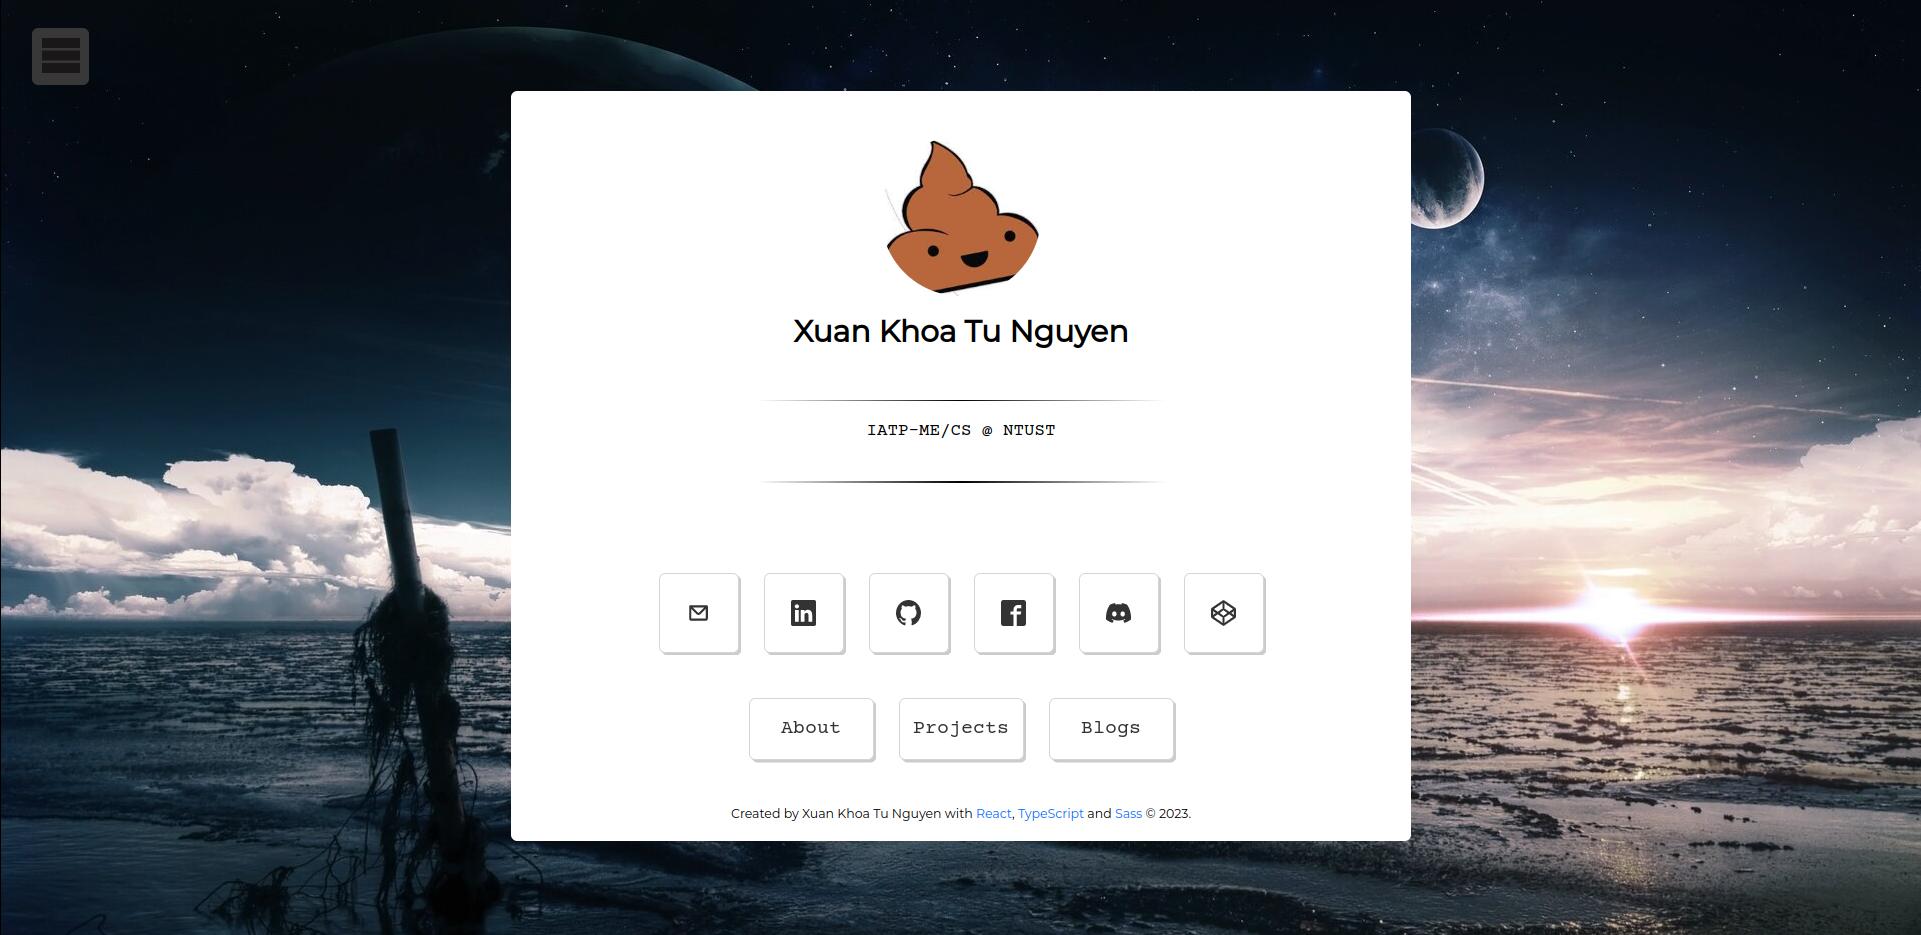 Xuan Khoa Tu Nguyen
IATP-ME/CS @ NTUST
About
Projects
Blogs
Created by Xuan Khoa Tu Nguyen with React, TypeScript and Sass © 2023.